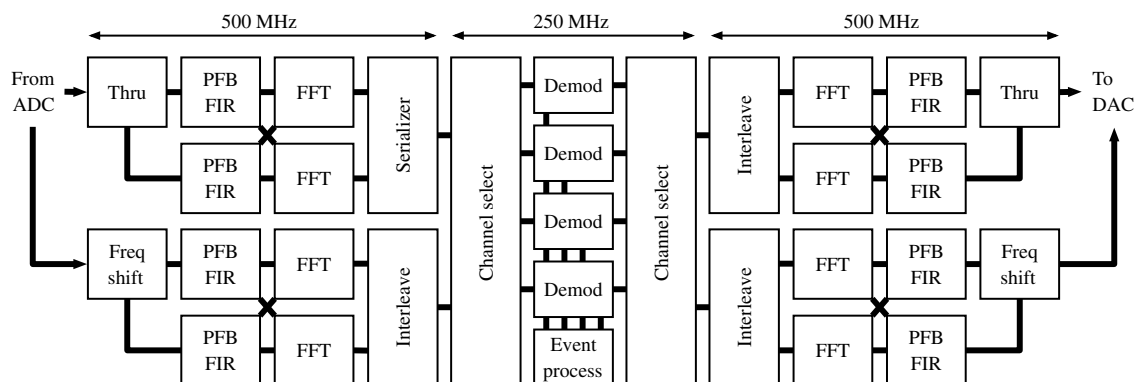 500 MHz
250 MHz
500 MHz
From
ADC
Thru
PFB
FIR
FFT
PFB
FIR
FFT
Serializer
Freq
shift
PFB
FIR
FFT
PFB
FIR
FFT
Interleave
Channel select
Demod
Demod
Demod
Demod
Event
process
Channel select
Interleave
FFT
PFB
FIR
Thru
FFT
PFB
FIR
To
DAC
Interleave
FFT
PFB
FIR
Freq
shift
FFT
PFB
FIR